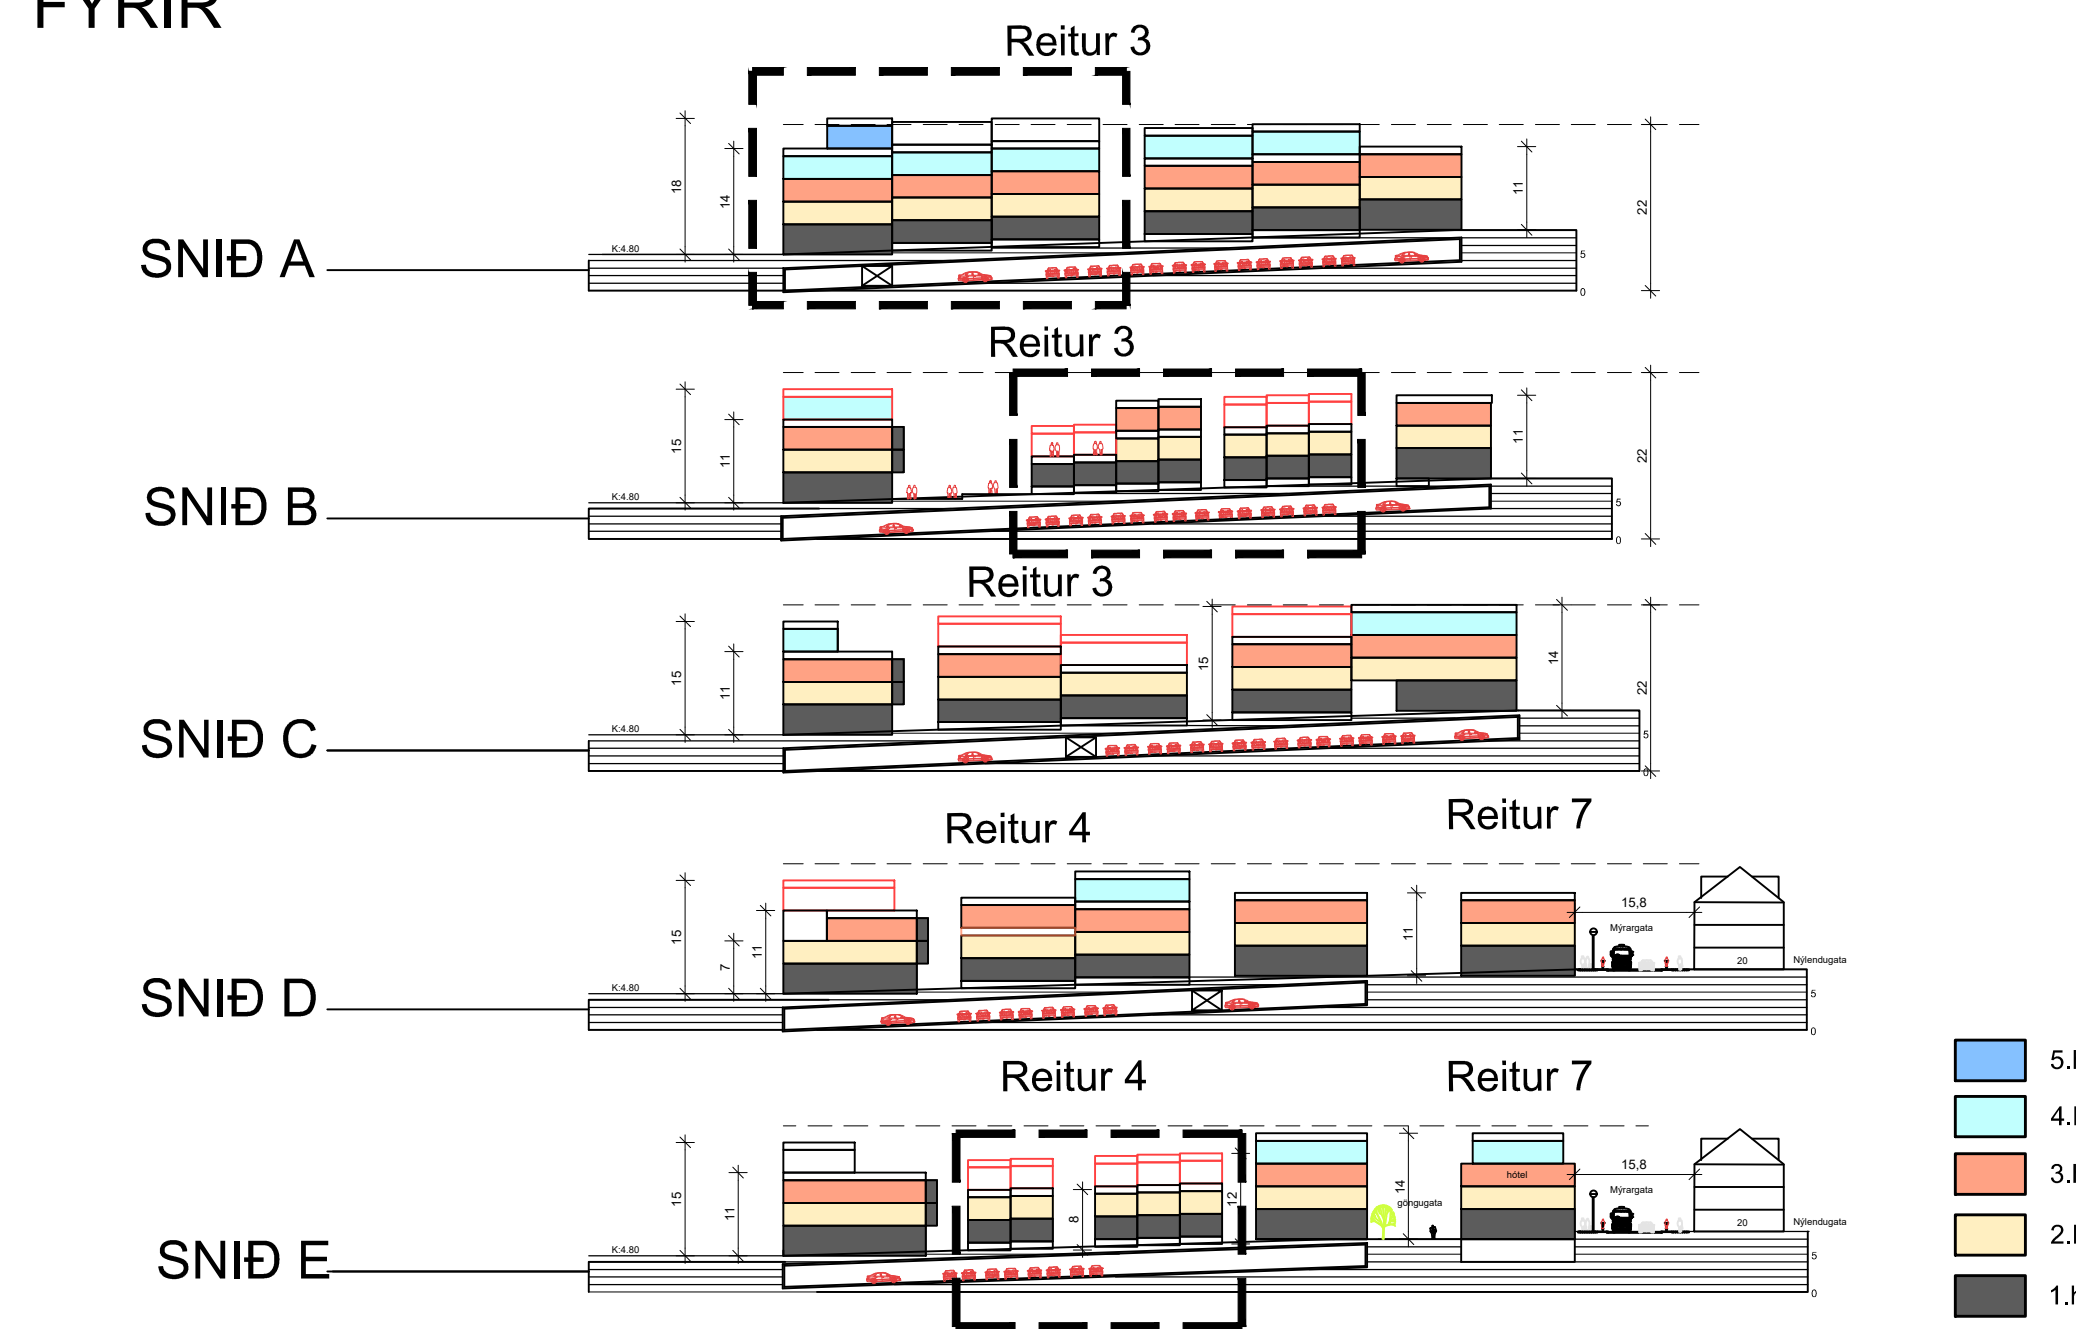 FYRIR
Reitur 3
18
14
11
22
K:4.80
SNIÐ A
5
0
Reitur 3
15
11
11
22
K:4.80
SNIÐ B
5
0
Reitur 3
15
11
15
14
22
K:4.80
SNIÐ C
5
0
Reitur 4
Reitur 7
15
7
11
11
15,8
Mýrargata
20
Nýlendugata
K:4.80
SNIÐ D
5
0
Reitur 4
Reitur 7
15
11
8
12
14
göngugata
hótel
15,8
Mýrargata
20
Nýlendugata
K:4.80
SNIÐ E
5
0
5.
4.
3.
2.
1.